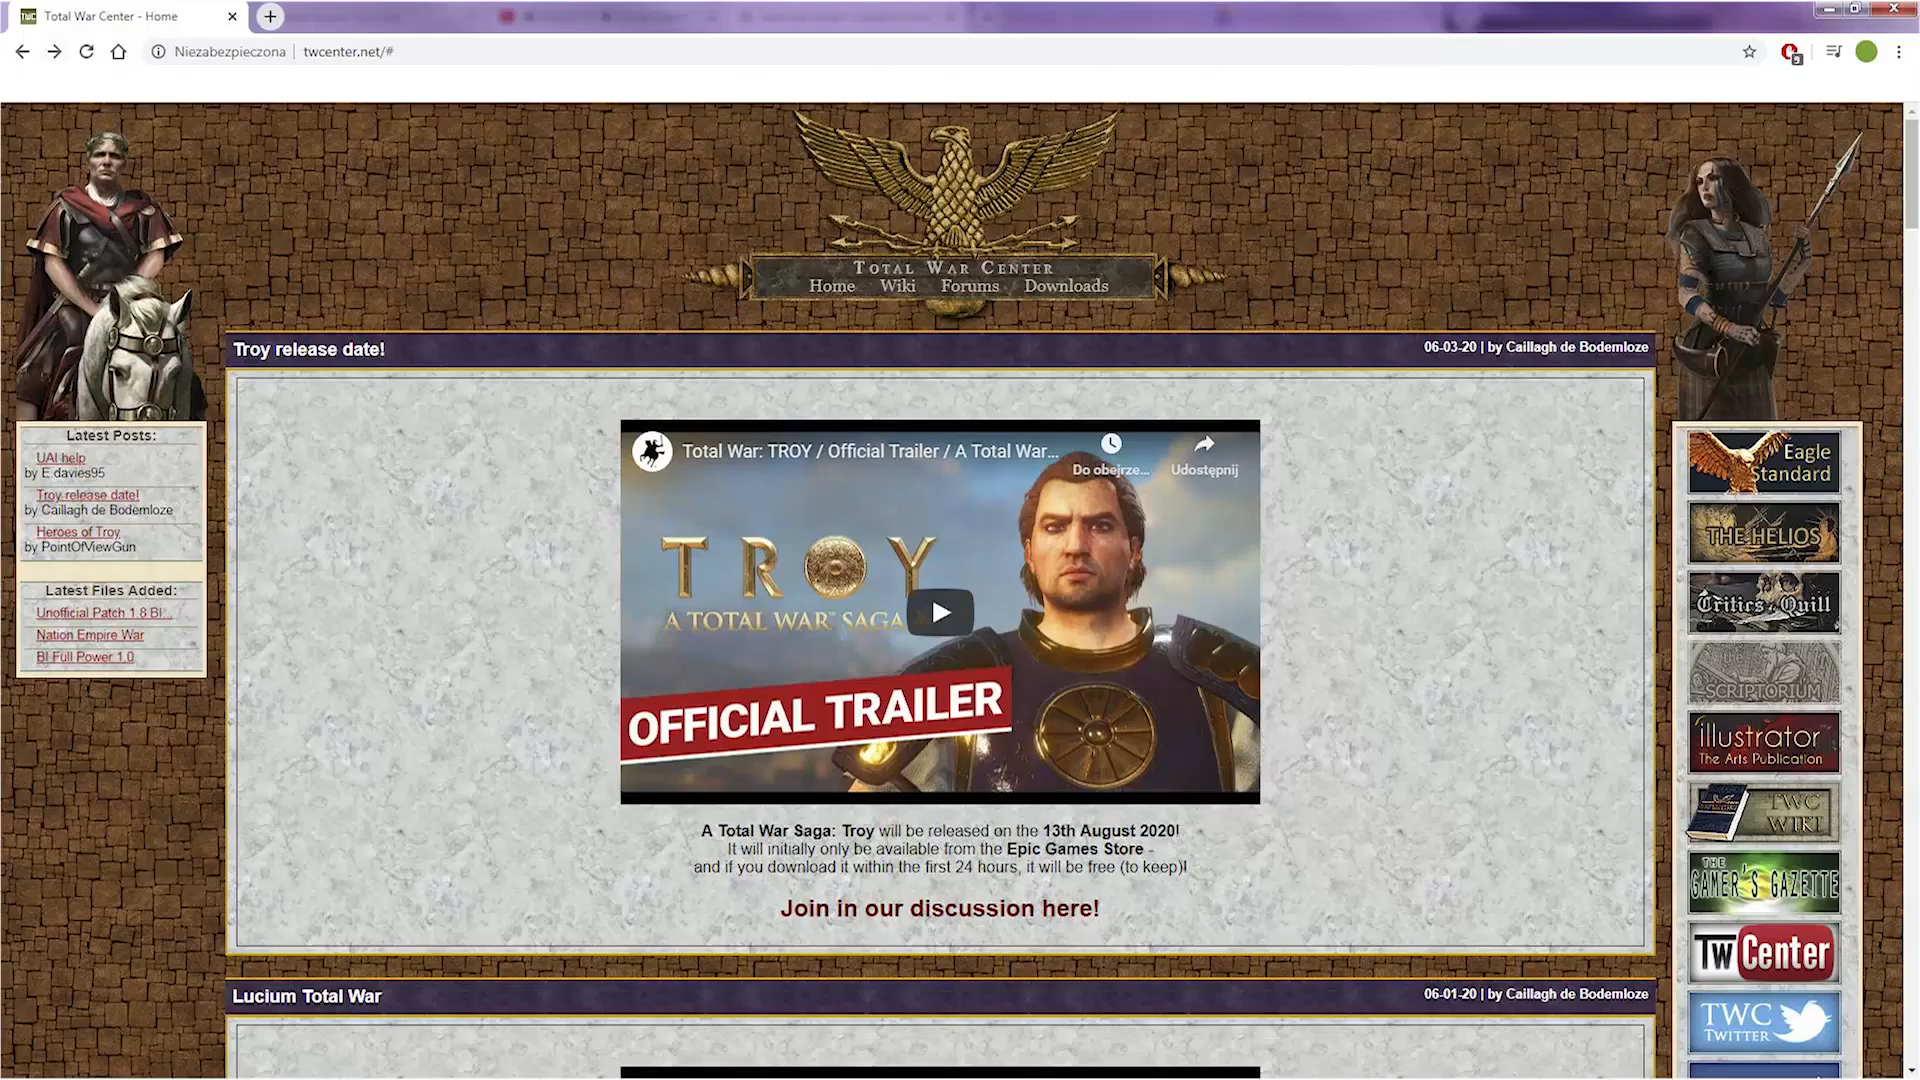 Total War Center - Home
Niezabezpieczona | twcenter.net/#
TOTAL WAR CENTER
Home Wiki Forums Downloads
Troy release date!
06-03-20 | by Caillagh de Bodemloze
Latest Posts:
UAI help
by E.davies95
Troy release date!
by Caillagh de Bodemloze
Heroes of Troy
by PointOfViewGun
Latest Files Added:
Unofficial Patch 1.8 BI...
Nation Empire War
BI Full Power 1.0
Total War: TROY / Official Trailer / A Total War...
Do obejrze...
Udostępnij
TROY
A TOTAL WAR SAGA
OFFICIAL TRAILER
A Total War Saga: Troy will be released on the 13th August 2020!
It will initially only be available from the Epic Games Store -
and if you download it within the first 24 hours, it will be free (to keep)!
Join in our discussion here!
Lucium Total War
06-01-20 | by Caillagh de Bodemloze
Eagle
Standard
THE HELIOS
Critics Quill
SCRIPTORIUM
illustrator
The Arts Publication
TWC
WIKI
THE
GAMER'S GAZETTE
TW Center
TWC
TWITTER